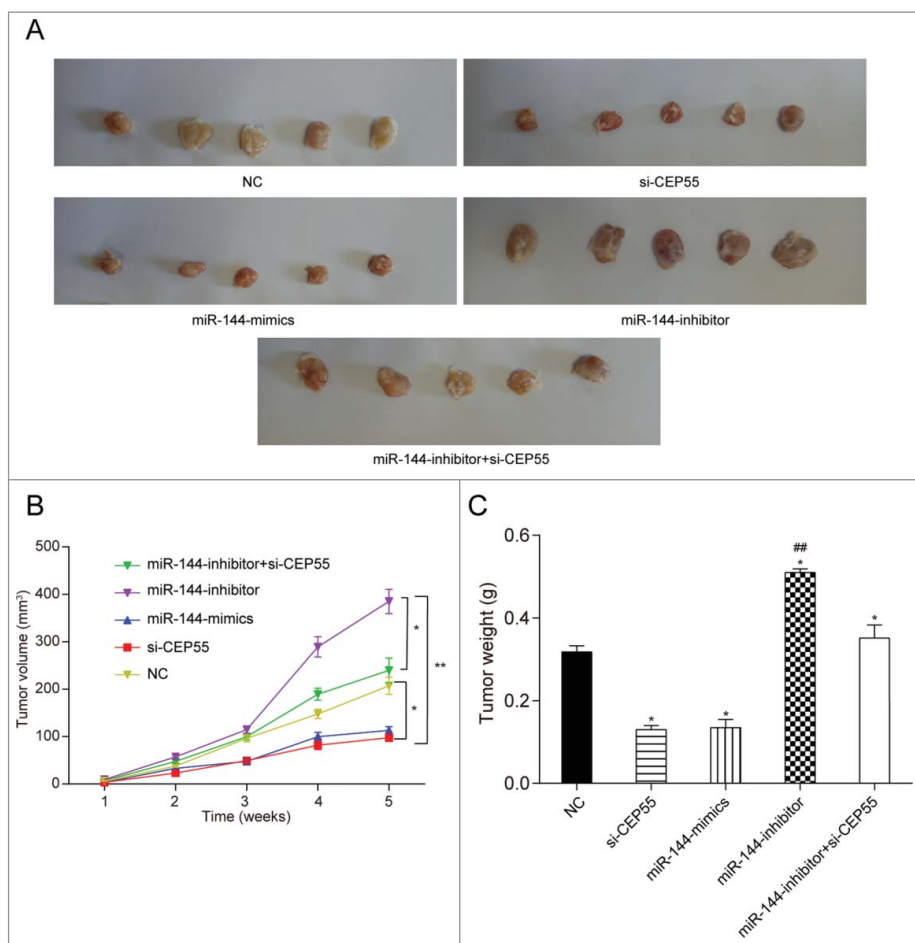 A
NC
si-CEP55
miR-144-mimics
miR-144-inhibitor
miR-144-inhibitor+si-CEP55
B
Tumor volume (mm³)
500
400
300
200
100
0
miR-144-inhibitor+si-CEP55
miR-144-inhibitor
miR-144-mimics
si-CEP55
NC
*
**
*
1 2 3 4 5
Time (weeks)
C
Tumor weight (g)
0.6
0.4
0.2
0.0
*
*
##
*
*
NC
si-CEP55
miR-144-mimics
miR-144-inhibitor
miR-144-inhibitor+si-CEP55